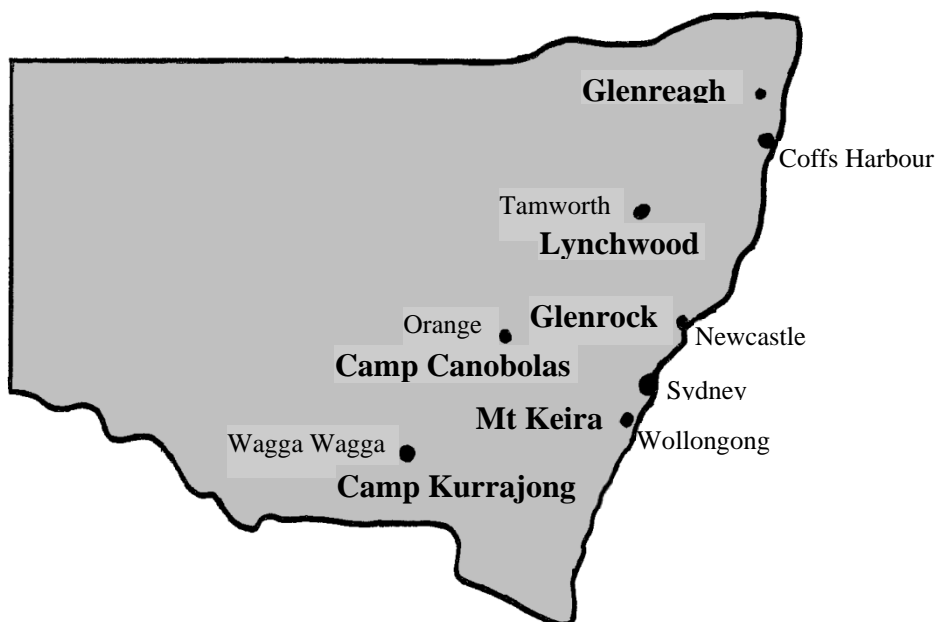 Glenreagh
Coffs Harbour
Tamworth
Lynchwood
Glenrock
Orange
Newcastle
Camp Canobolas
Sydney
Mt Keira
Wollongong
Wagga Wagga
Camp Kurrajong